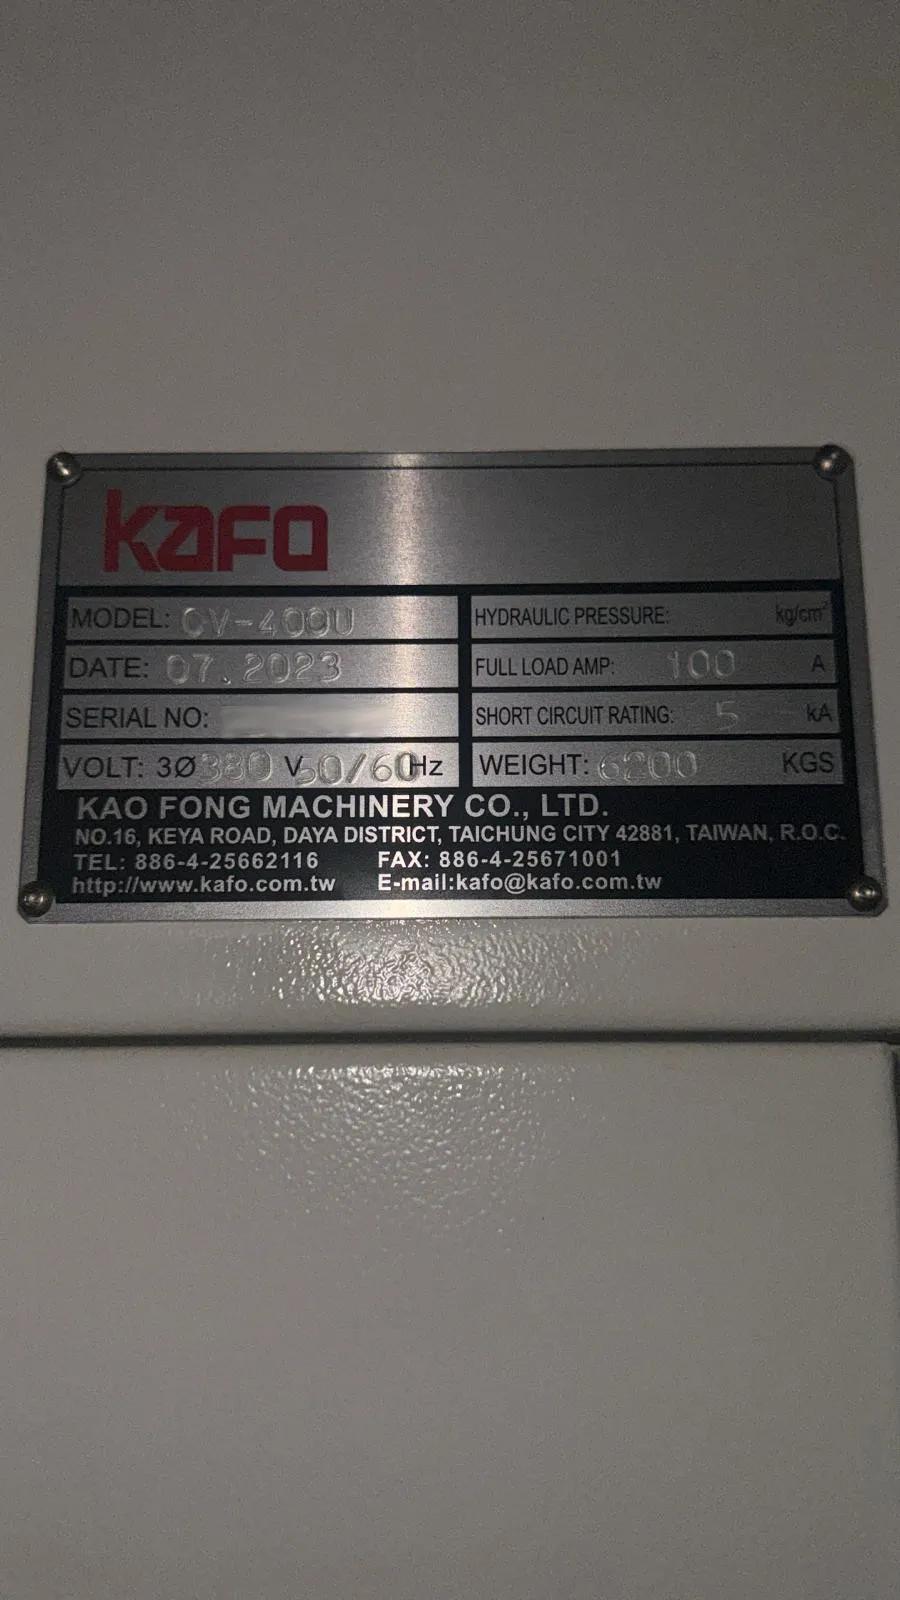 kaFO
MODEL: CV-400U
DATE: 07.2023
SERIAL NO:
VOLT: 3Ø 380 V 50/60 Hz
HYDRAULIC PRESSURE: kg/cm²
FULL LOAD AMP: 100 A
SHORT CIRCUIT RATING: 5 kA
WEIGHT: 6200 KGS
KAO FONG MACHINERY CO., LTD.
NO.16, KEYA ROAD, DAYA DISTRICT, TAICHUNG CITY 42881, TAIWAN, R.O.C.
TEL: 886-4-25662116 FAX: 886-4-25671001
http://www.kafo.com.tw E-mail:kafo@kafo.com.tw